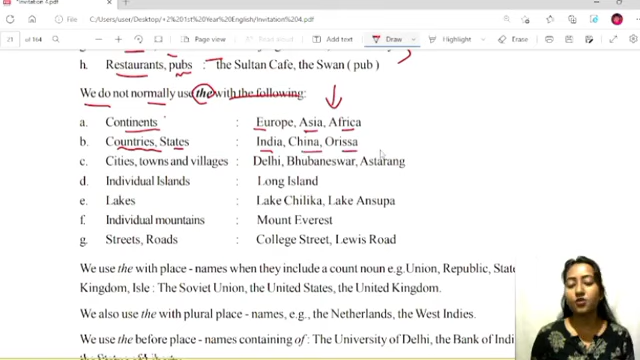 Invitation 4.pdf
File | C:/Users/user/Desktop/+2%201st%20Year%20English/Invitation%204.pdf
21 of 164
Add text
Draw
Highlight
Erase
h. Restaurants, pubs : the Sultan Cafe, the Swan ( pub )
We do not normally use the with the following:
a. Continents : Europe, Asia, Africa
b. Countries, States : India, China, Orissa
c. Cities, towns and villages : Delhi, Bhubaneswar, Astarang
d. Individual Islands : Long Island
e. Lakes : Lake Chilika, Lake Ansupa
f. Individual mountains : Mount Everest
g. Streets, Roads : College Street, Lewis Road
We use the with place - names when they include a count noun e.g. Union, Republic, State
Kingdom, Isle : The Soviet Union, the United States, the United Kingdom.
We also use the with plural place - names, e.g., the Netherlands, the West Indies.
We use the before place - names containing of : The University of Delhi, the Bank of Indi